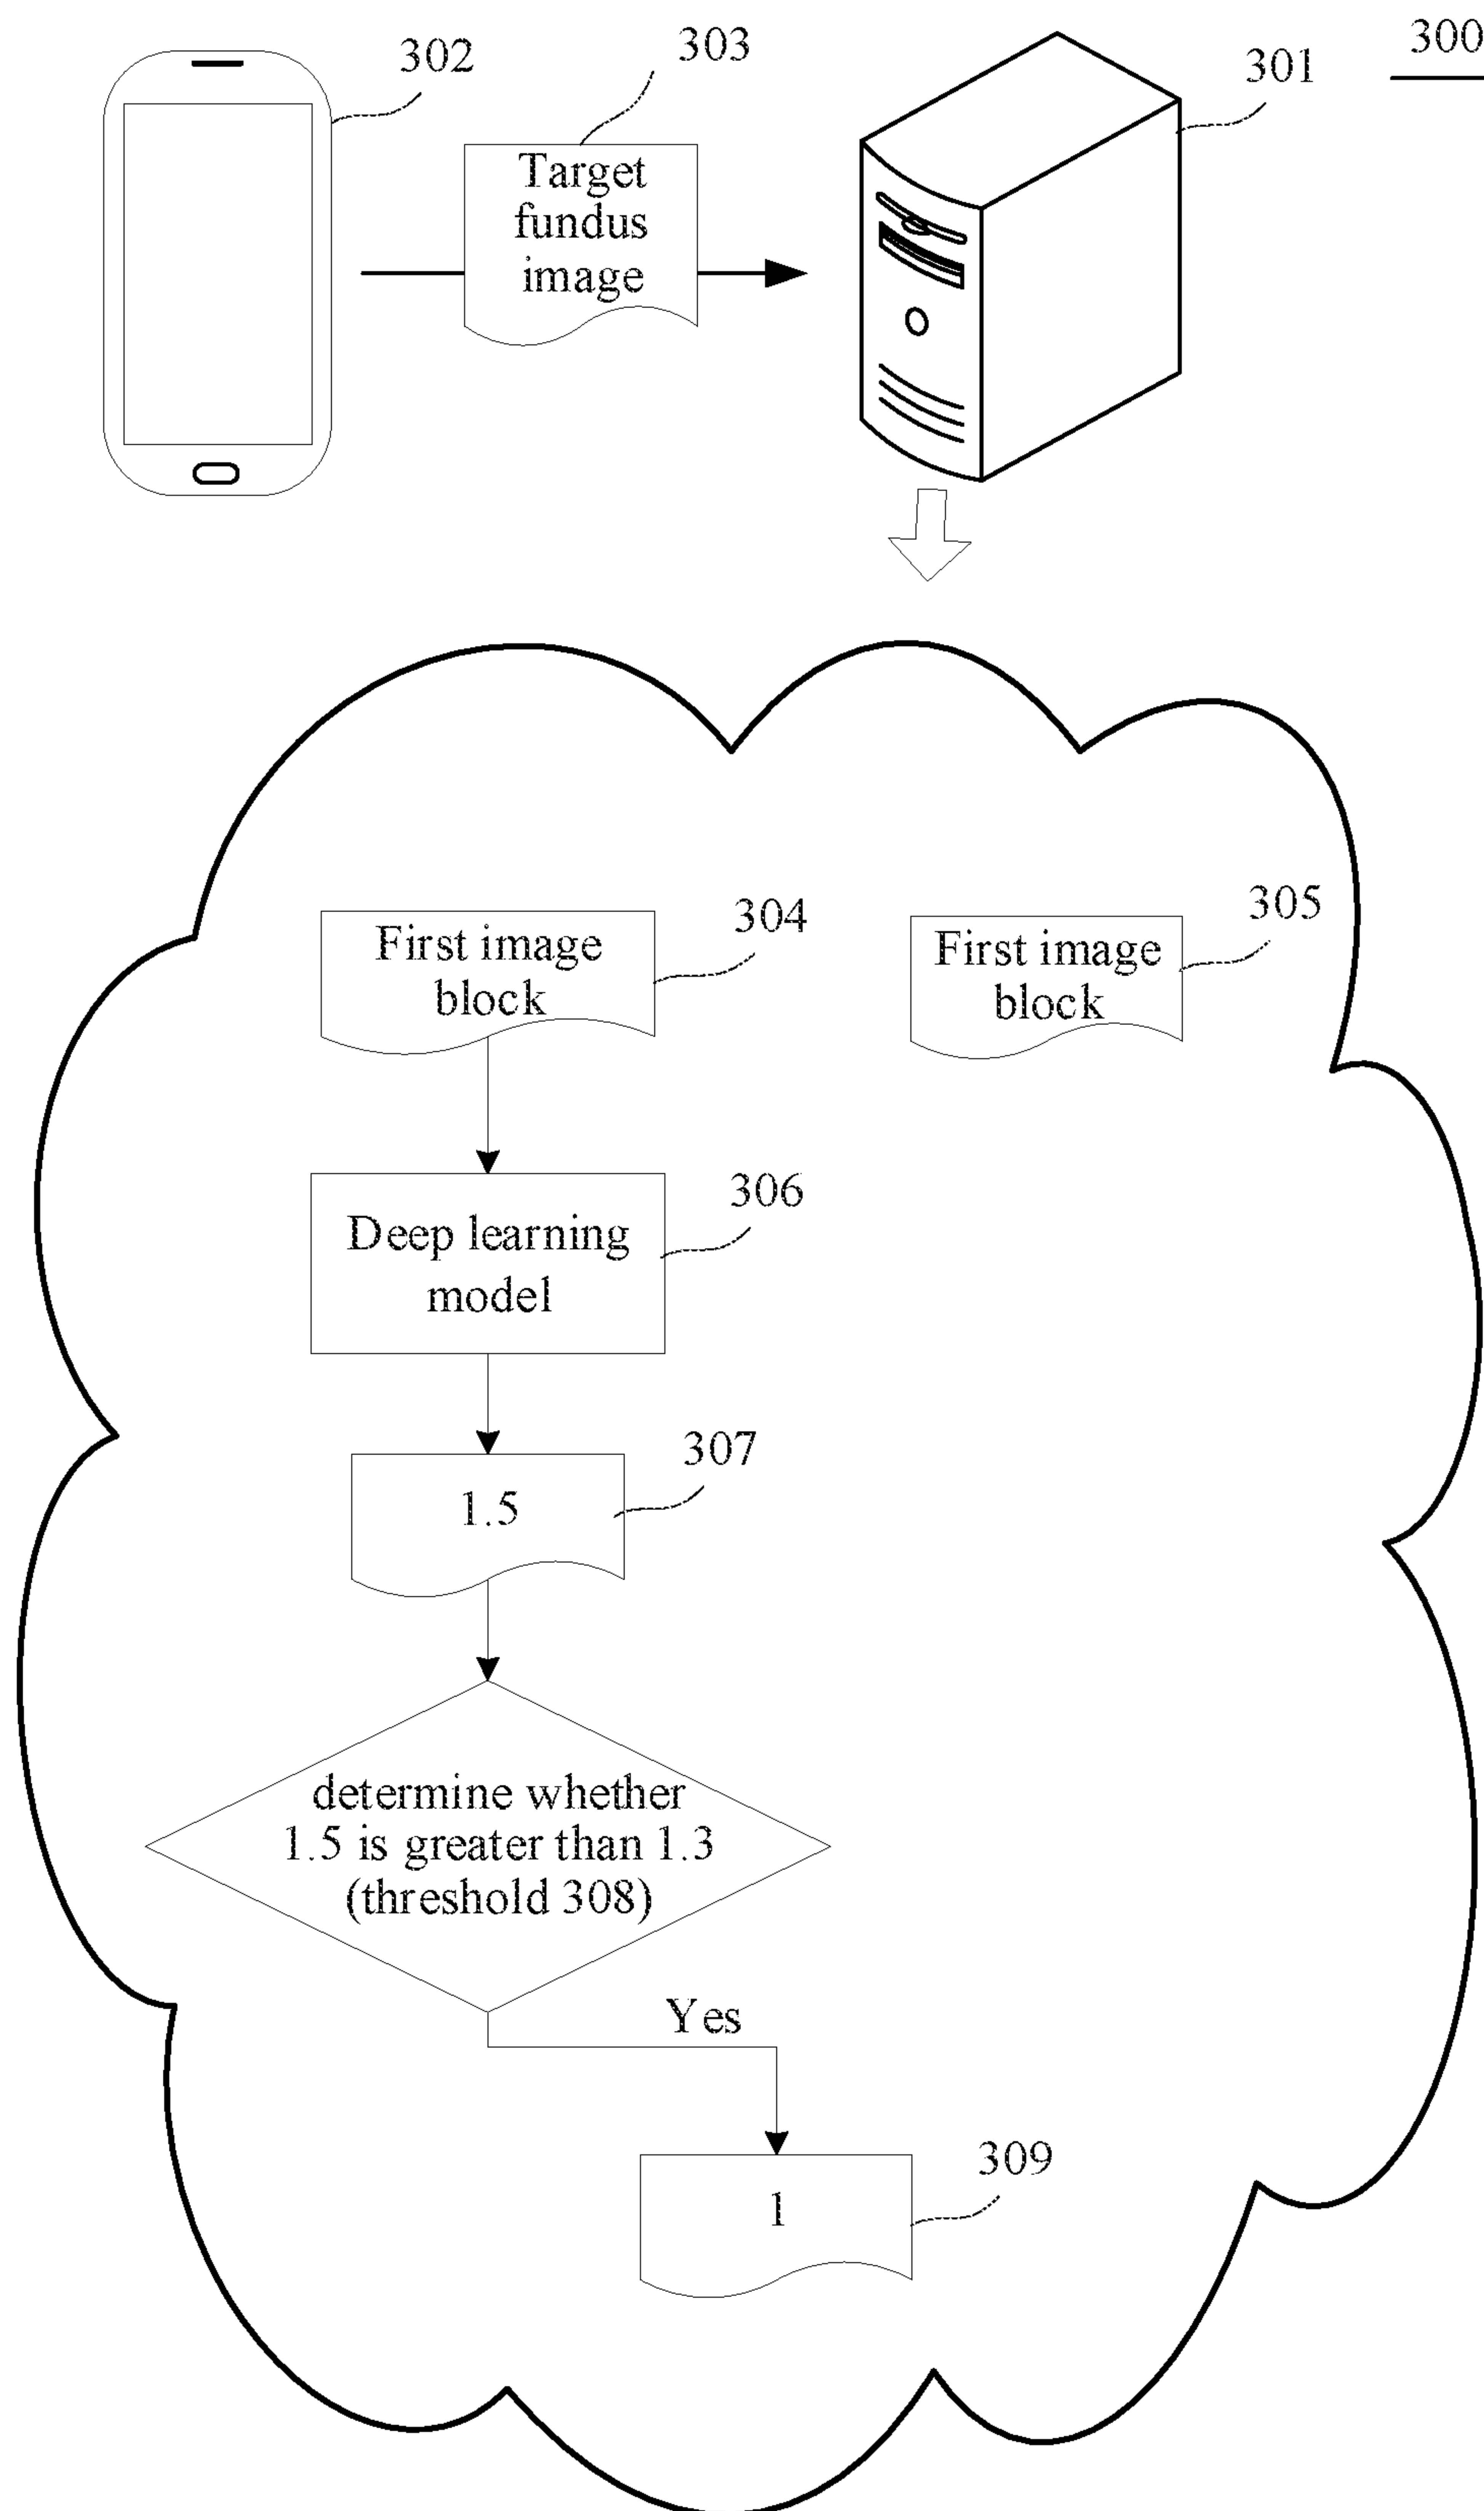 300
302
303
301
Target
fundus
image
304
305
First image
block
First image
block
306
Deep learning
model
307
1.5
determine whether
1.5 is greater than 1.3
(threshold 308)
Yes
309
1